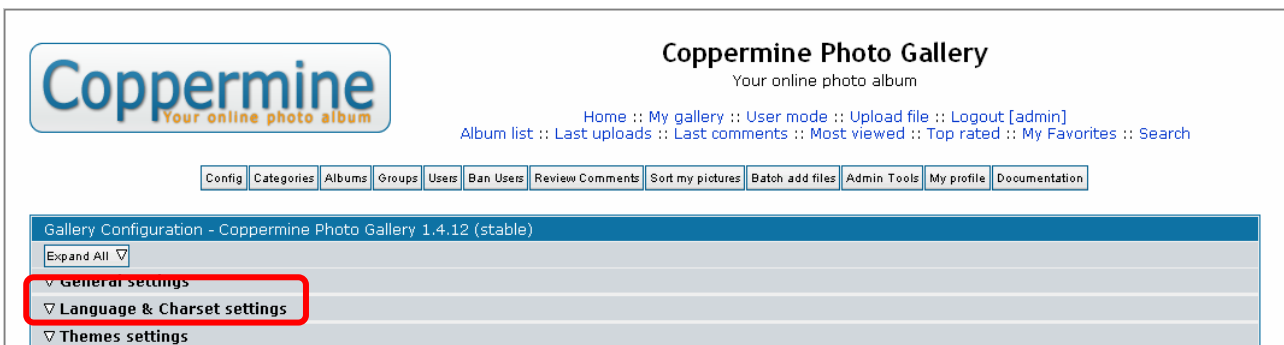 Coppermine
Your online photo album
Coppermine Photo Gallery
Your online photo album
Home :: My gallery :: User mode :: Upload file :: Logout [admin]
Album list :: Last uploads :: Last comments :: Most viewed :: Top rated :: My Favorites :: Search
Config Categories Albums Groups Users Ban Users Review Comments Sort my pictures Batch add files Admin Tools My profile Documentation
Gallery Configuration - Coppermine Photo Gallery 1.4.12 (stable)
Expand All ▽
▽ General settings
▽ Language & Charset settings
▽ Themes settings